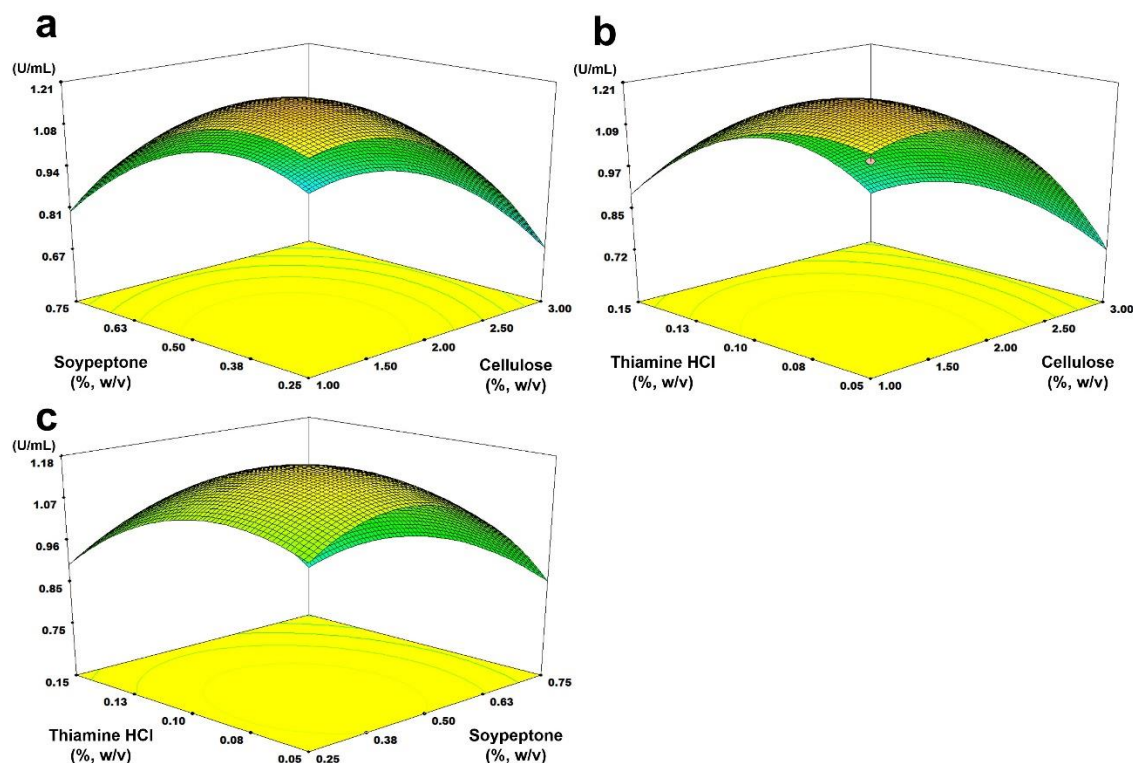 a
(U/mL)
1.21
1.08
0.94
0.81
0.67
0.75
0.63
0.50
0.38
0.25
1.00
1.50
2.00
2.50
3.00
Soypeptone
(%, w/v)
Cellulose
(%, w/v)
b
(U/mL)
1.21
1.09
0.97
0.85
0.72
0.15
0.13
0.10
0.08
0.05
1.00
1.50
2.00
2.50
3.00
Thiamine HCl
(%, w/v)
Cellulose
(%, w/v)
c
(U/mL)
1.18
1.07
0.96
0.85
0.75
0.15
0.13
0.10
0.08
0.05
0.25
0.38
0.50
0.63
0.75
Thiamine HCl
(%, w/v)
Soypeptone
(%, w/v)